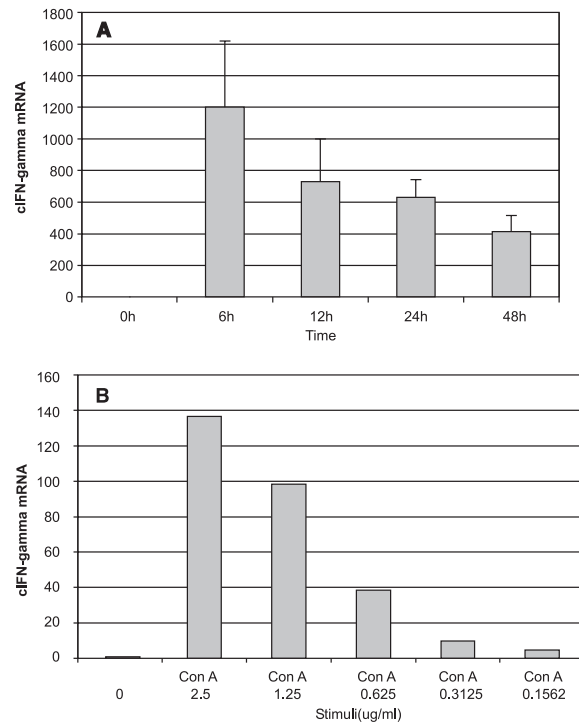 A
cIFN-gamma mRNA
1800
1600
1400
1200
1000
800
600
400
200
0
0h 6h 12h 24h 48h
Time
B
cIFN-gamma mRNA
160
140
120
100
80
60
40
20
0
Con A Con A Con A Con A Con A
0 2.5 1.25 0.625 0.3125 0.1562
Stimuli(ug/ml)